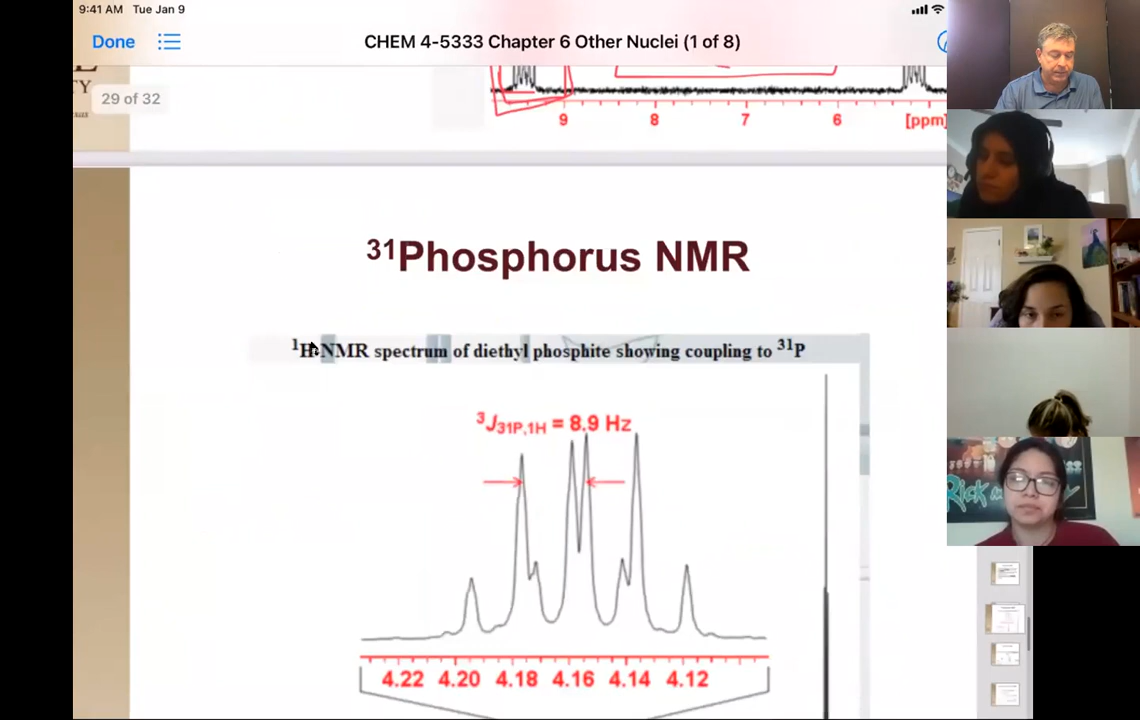 9:41 AM Tue Jan 9
Done
CHEM 4-5333 Chapter 6 Other Nuclei (1 of 8)
TY
29 of 32
9 8 7 6 [ppm]
³¹Phosphorus NMR
¹H NMR spectrum of diethyl phosphite showing coupling to ³¹P
³J31P,1H = 8.9 Hz
4.22 4.20 4.18 4.16 4.14 4.12